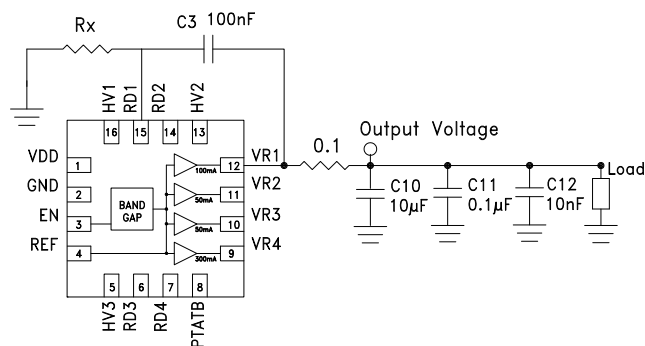 Rx
C3 100nF
HV1
RD1
RD2
HV2
16
15
14
13
VDD
1
GND
2
EN
3
REF
4
BAND
GAP
100mA
50mA
50mA
300mA
12
VR1
11
VR2
10
VR3
9
VR4
5
6
7
8
HV3
RD3
RD4
PTATB
0.1
Output Voltage
C10
10µF
C11
0.1µF
C12
10nF
Load